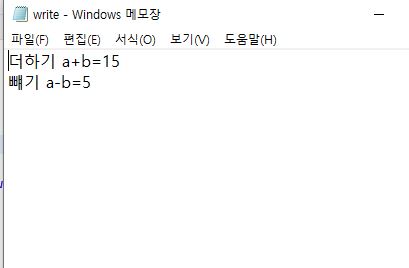 write - Windows 메모장
파일(F) 편집(E) 서식(O) 보기(V) 도움말(H)
더하기 a+b=15
뺴기 a-b=5